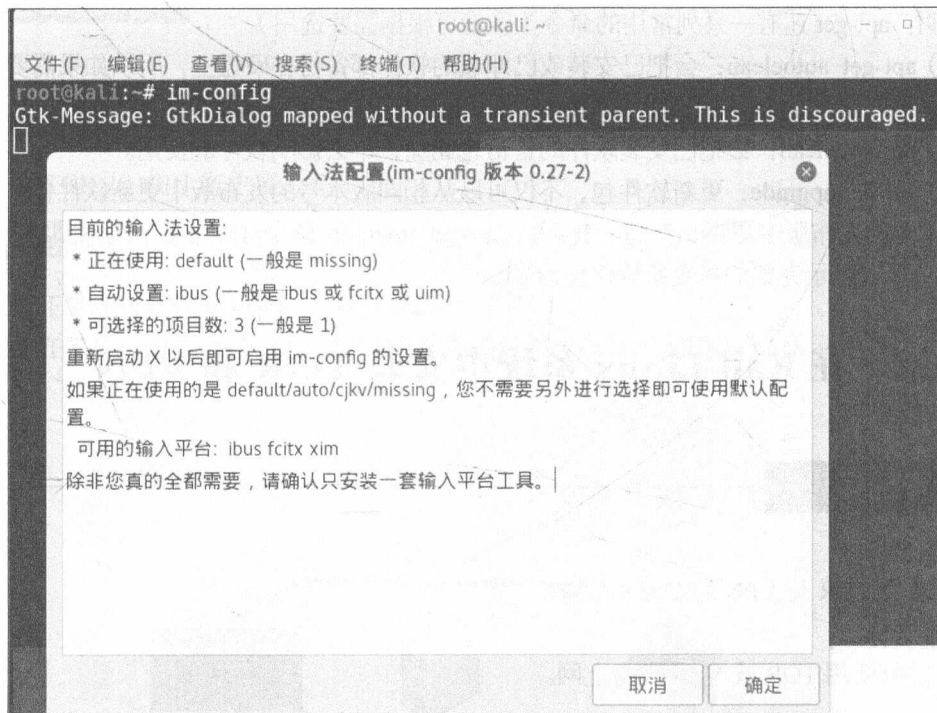 root@kali: ~
文件(F) 编辑(E) 查看(V) 搜索(S) 终端(T) 帮助(H)
root@kali:~# im-config
Gtk-Message: GtkDialog mapped without a transient parent. This is discouraged.
输入法配置(im-config 版本 0.27-2)
目前的输入法设置:
* 正在使用: default (一般是 missing)
* 自动设置: ibus (一般是 ibus 或 fcitx 或 uim)
* 可选择的项目数: 3 (一般是 1)
重新启动 X 以后即可启用 im-config 的设置。
如果正在使用的是 default/auto/cjkv/missing，您不需要另外进行选择即可使用默认配
置。
可用的输入平台: ibus fcitx xim
除非您真的全都需要，请确认只安装一套输入平台工具。
取消 确定